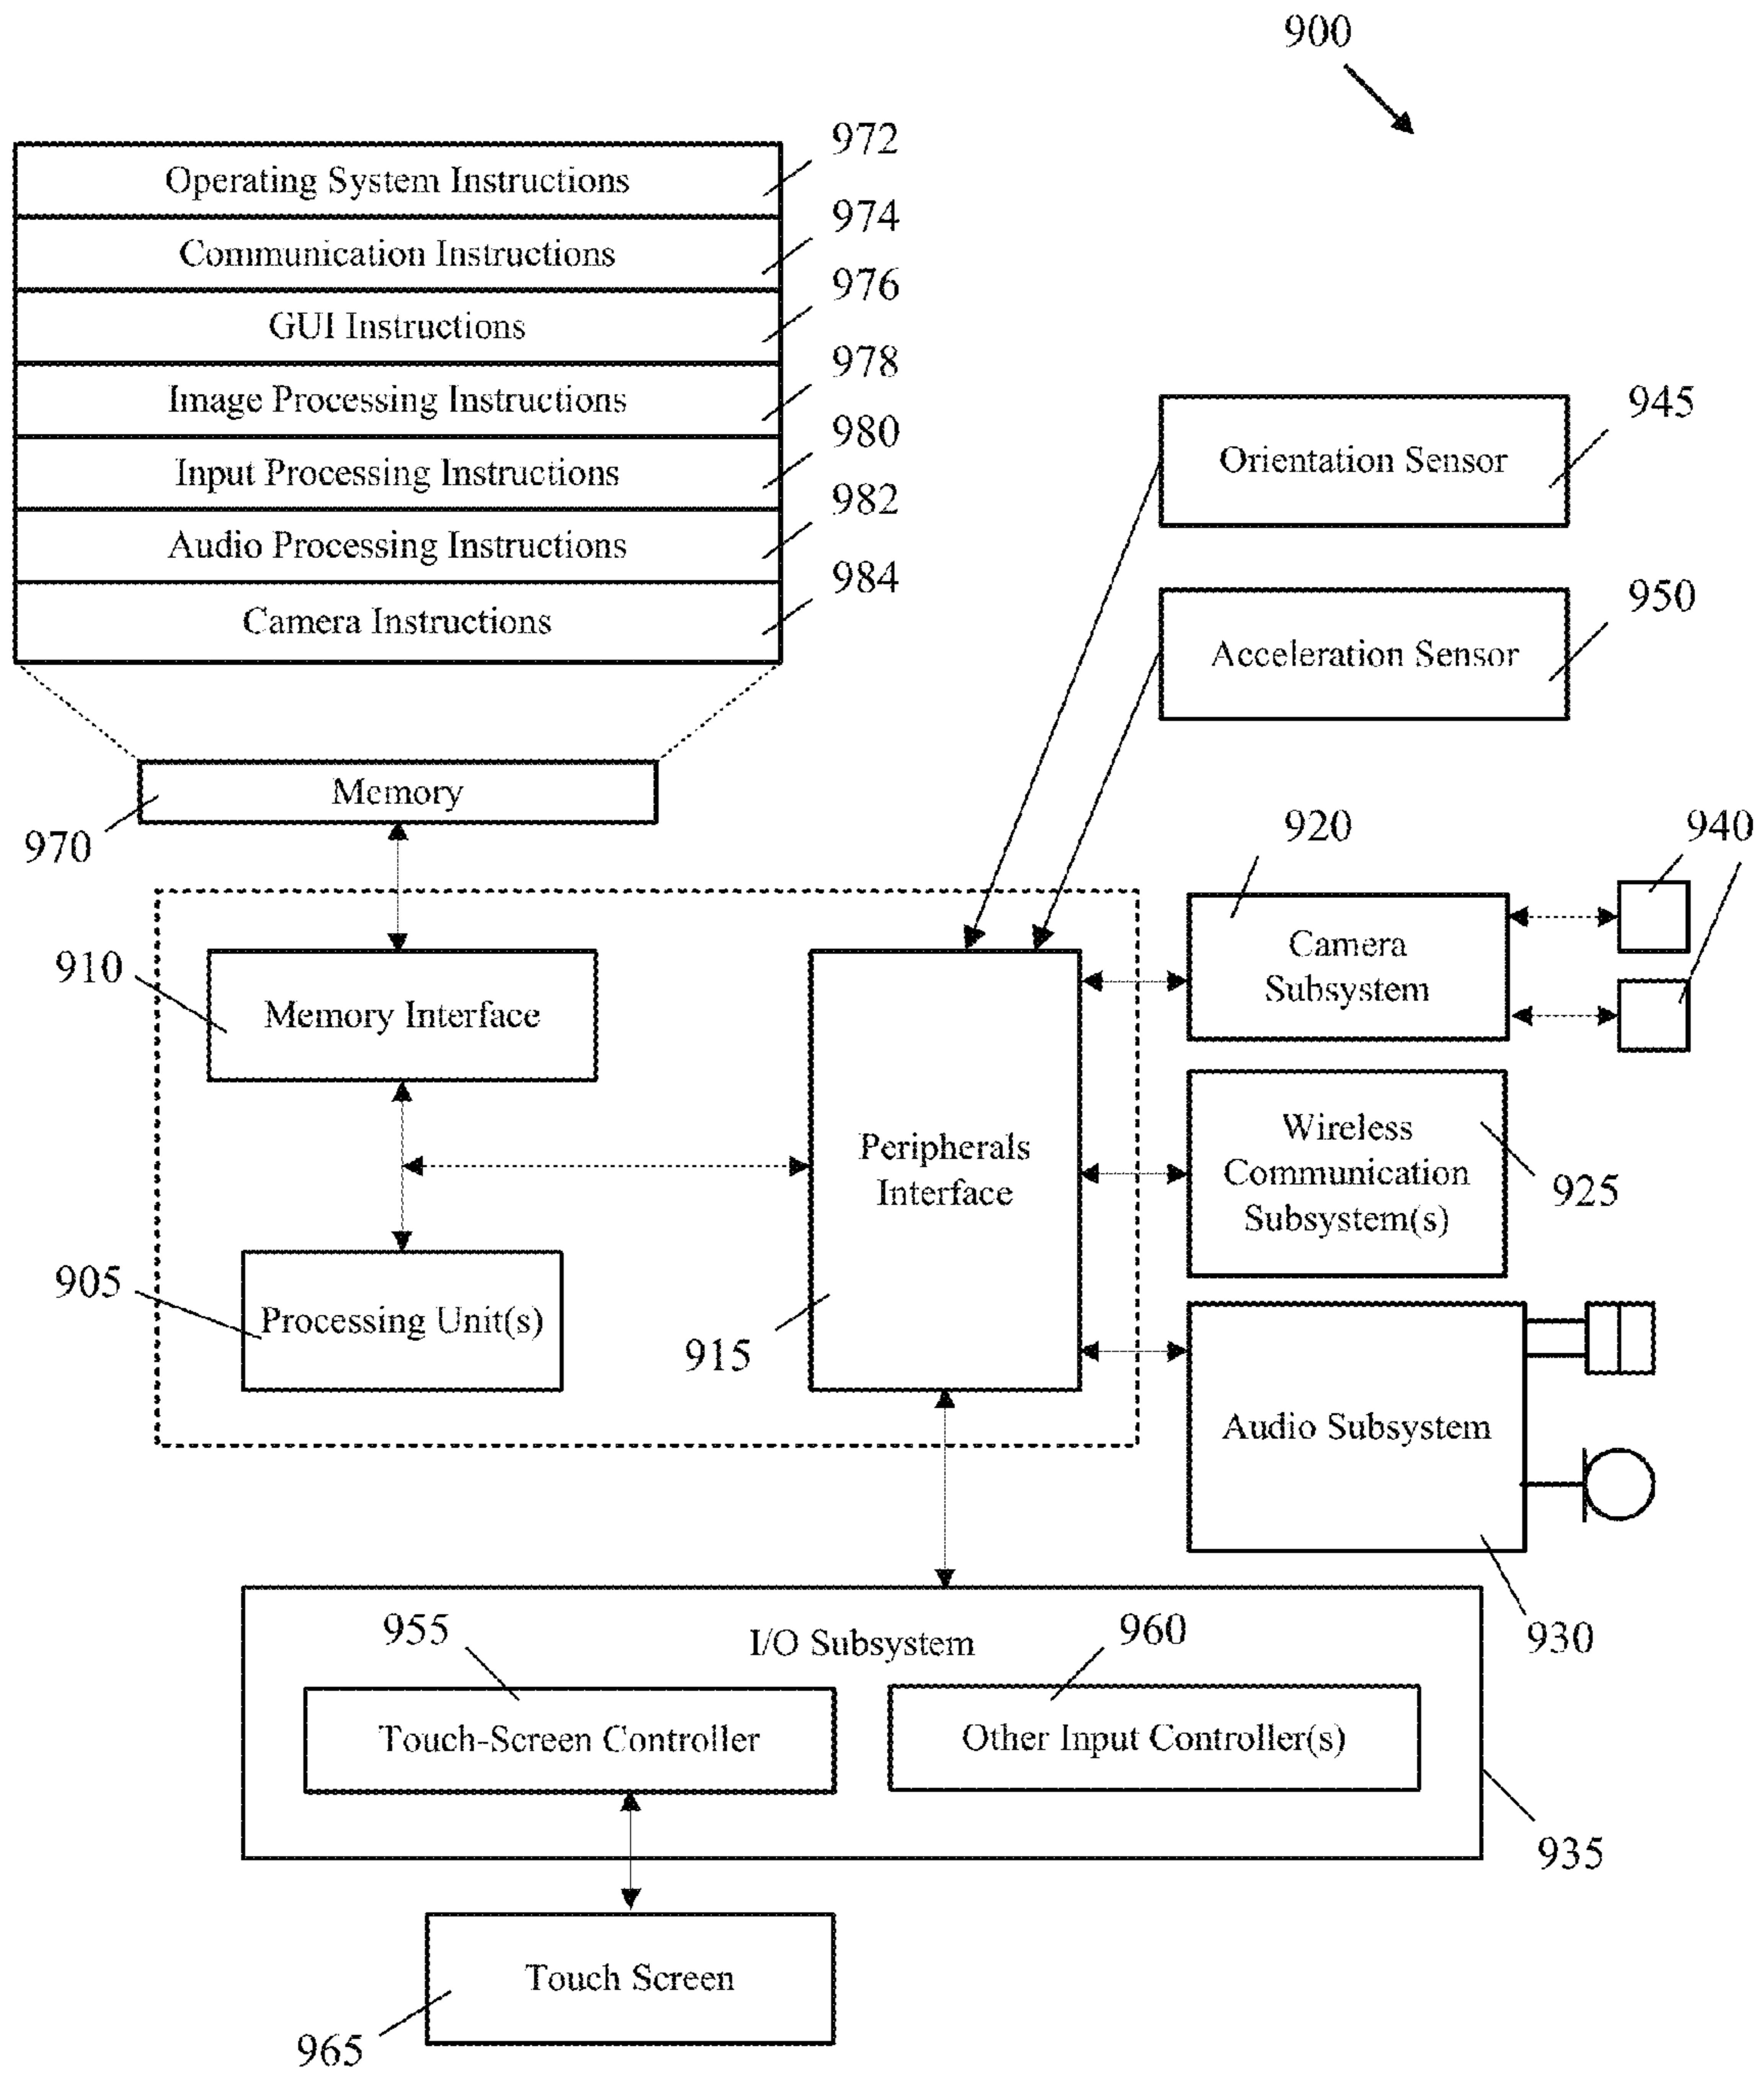 900
972
Operating System Instructions
974
Communication Instructions
976
GUI Instructions
978
Image Processing Instructions
980
Input Processing Instructions
982
Audio Processing Instructions
984
Camera Instructions
945
Orientation Sensor
950
Acceleration Sensor
Memory
970
920
940
Camera
Subsystem
910
Memory Interface
Peripherals
Interface
915
Wireless
Communication
Subsystem(s)
925
905
Processing Unit(s)
Audio Subsystem
930
I/O Subsystem
955
960
Touch-Screen Controller
Other Input Controller(s)
935
Touch Screen
965